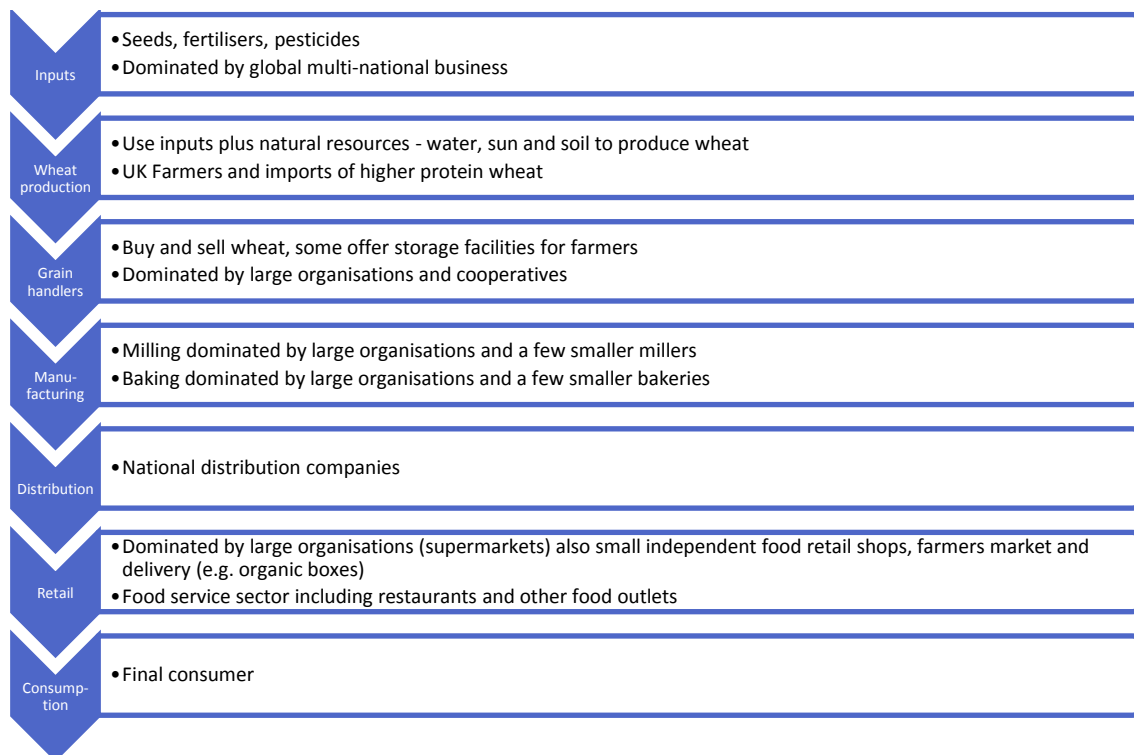 Inputs
•Seeds, fertilisers, pesticides
•Dominated by global multi-national business
Wheat
production
•Use inputs plus natural resources - water, sun and soil to produce wheat
•UK Farmers and imports of higher protein wheat
Grain
handlers
•Buy and sell wheat, some offer storage facilities for farmers
•Dominated by large organisations and cooperatives
Manu-
facturing
•Milling dominated by large organisations and a few smaller millers
•Baking dominated by large organisations and a few smaller bakeries
Distribution
•National distribution companies
Retail
•Dominated by large organisations (supermarkets) also small independent food retail shops, farmers market and
delivery (e.g. organic boxes)
•Food service sector including restaurants and other food outlets
Consump-
tion
•Final consumer